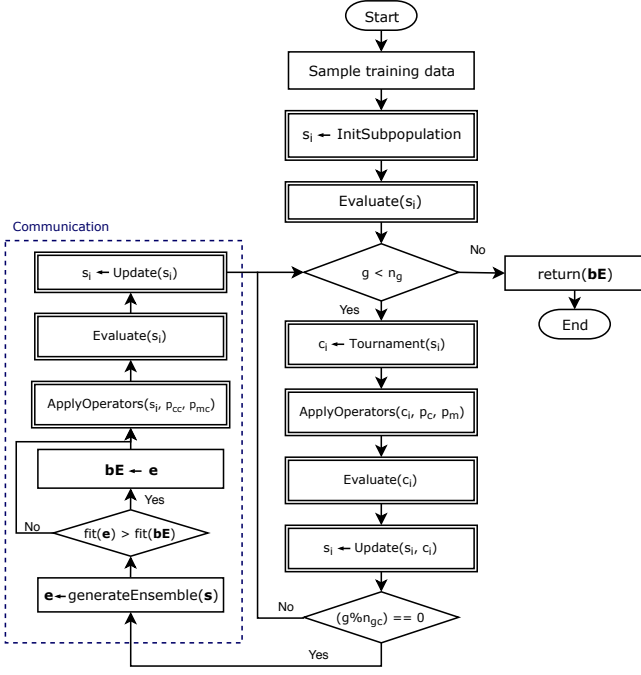 Start
Sample training data
sᵢ ← InitSubpopulation
Evaluate(sᵢ)
Communication
g < n_g
No
return(bE)
End
Yes
cᵢ ← Tournament(sᵢ)
ApplyOperators(cᵢ, p_c, p_m)
Evaluate(cᵢ)
sᵢ ← Update(sᵢ, cᵢ)
(g%n_gc) == 0
No
Yes
sᵢ ← Update(sᵢ)
Evaluate(sᵢ)
ApplyOperators(sᵢ, p_cc, p_mc)
bE ← e
Yes
No
fit(e) > fit(bE)
e←generateEnsemble(s)